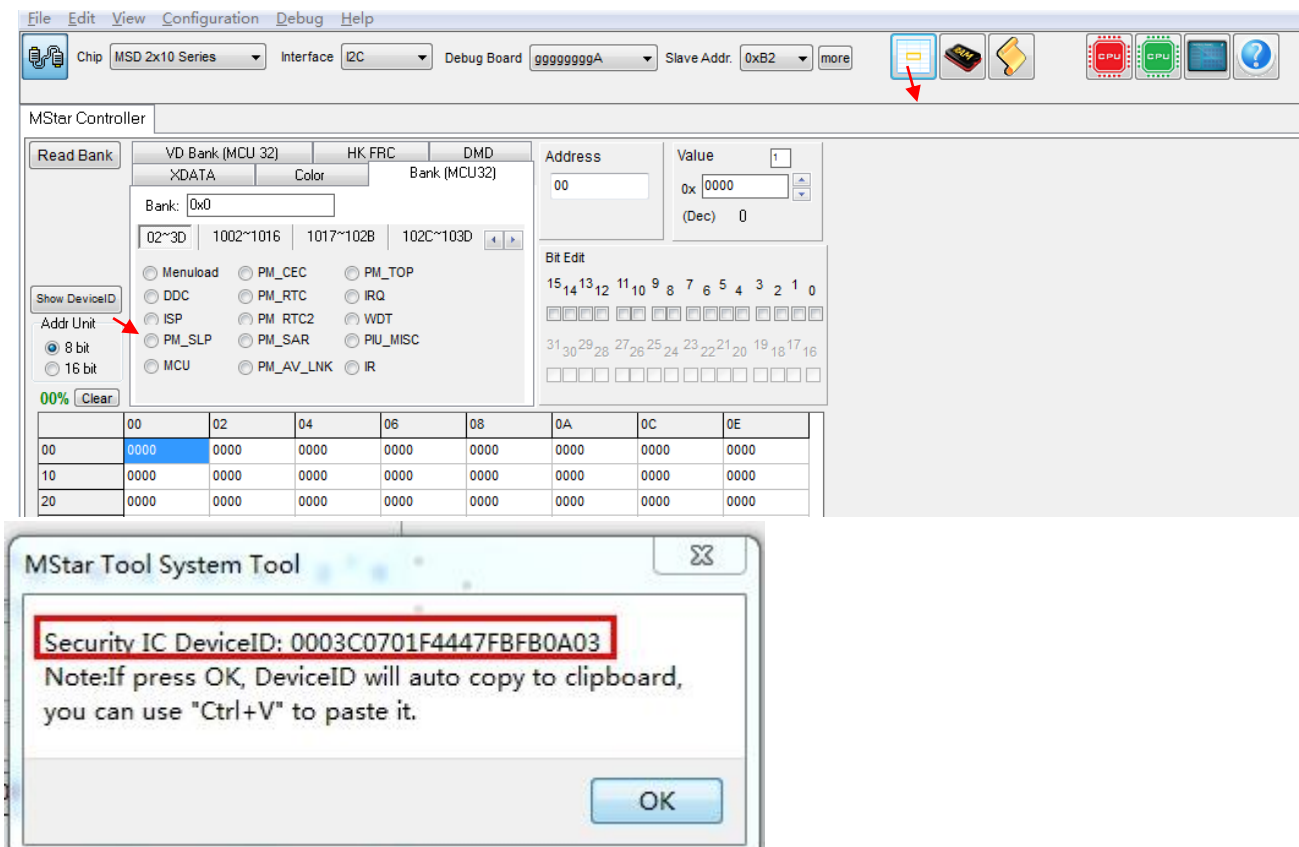 File Edit View Configuration Debug Help
Chip MSD 2x10 Series Interface I2C Debug Board ggggggggA Slave Addr. 0xB2 more
CAM CPU CPU
MStar Controller
Read Bank VD Bank (MCU 32) HK FRC DMD Address Value 1
XDATA Color Bank (MCU32)
00 0x 0000
Bank: 0x0
(Dec) 0
02~3D 1002~1016 1017~102B 102C~103D
Bit Edit
Menuload PM_CEC PM_TOP
15 14 13 12 11 10 9 8 7 6 5 4 3 2 1 0
Show DeviceID DDC PM_RTC IRQ
Addr Unit ISP PM RTC2 WDT
8 bit PM_SLP PM_SAR PIU_MISC
31 30 29 28 27 26 25 24 23 22 21 20 19 18 17 16
16 bit MCU PM_AV_LNK IR
00% Clear
00 02 04 06 08 0A 0C 0E
00 0000 0000 0000 0000 0000 0000 0000 0000
10 0000 0000 0000 0000 0000 0000 0000 0000
20 0000 0000 0000 0000 0000 0000 0000 0000
MStar Tool System Tool
Security IC DeviceID: 0003C0701F4447FBFB0A03
Note:If press OK, DeviceID will auto copy to clipboard,
you can use "Ctrl+V" to paste it.
OK